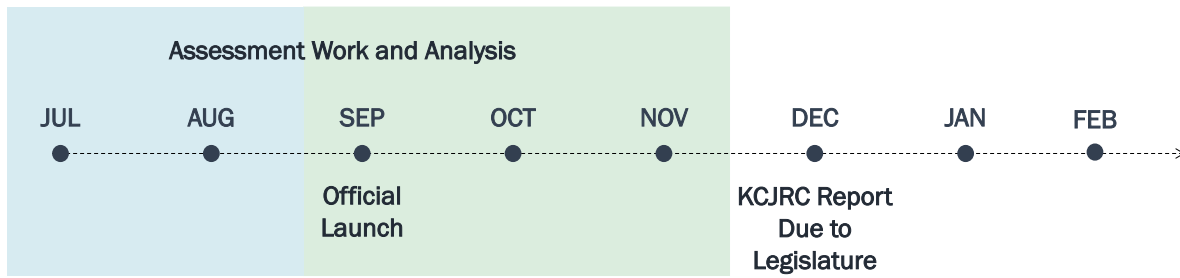 Assessment Work and Analysis
JUL AUG SEP OCT NOV DEC JAN FEB
Official
Launch
KCJRC Report
Due to
Legislature